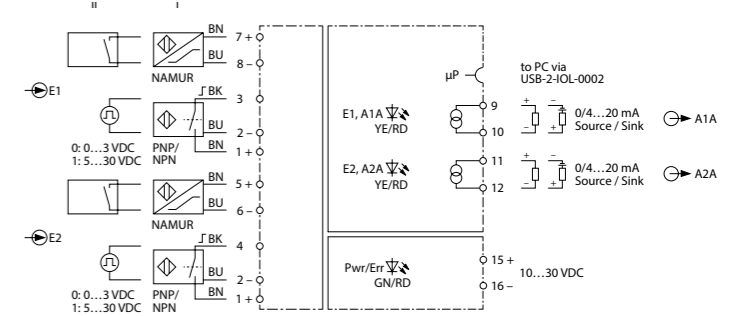 II I
BN 7 +
BU 8 –
NAMUR
E1
BK 3
BU 2 –
BN 1 +
0: 0…3 VDC PNP/
1: 5…30 VDC NPN
BN 5 +
BU 6 –
NAMUR
E2
BK 4
BU 2 –
BN 1 +
0: 0…3 VDC PNP/
1: 5…30 VDC NPN
µP
to PC via
USB-2-IOL-0002
E1, A1A
YE/RD
9
10
+ – + –
0/4…20 mA
Source / Sink
A1A
E2, A2A
YE/RD
11
12
+ – + –
0/4…20 mA
Source / Sink
A2A
Pwr/Err
GN/RD
15 +
16 –
10…30 VDC